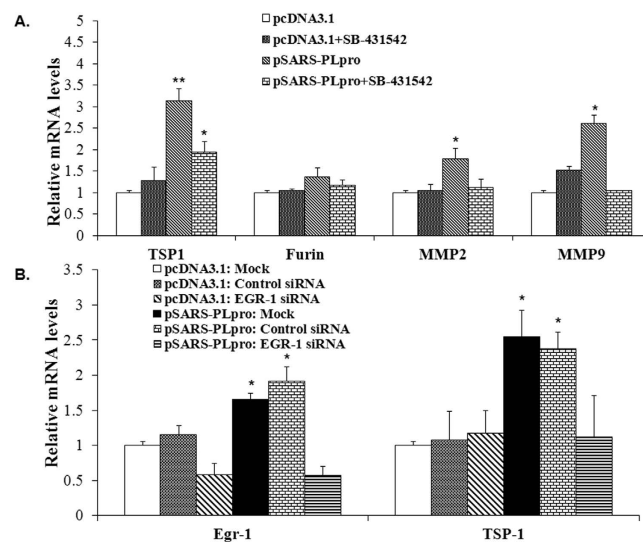 A.
pcDNA3.1
pcDNA3.1+SB-431542
pSARS-PLpro
pSARS-PLpro+SB-431542
Relative mRNA levels
5
4.5
4
3.5
3
2.5
2
1.5
1
0.5
0
**
*
*
*
TSP1 Furin MMP2 MMP9
B.
pcDNA3.1: Mock
pcDNA3.1: Control siRNA
pcDNA3.1: EGR-1 siRNA
pSARS-PLpro: Mock
pSARS-PLpro: Control siRNA
pSARS-PLpro: EGR-1 siRNA
Relative mRNA levels
3.5
3
2.5
2
1.5
1
0.5
0
*
*
*
*
Egr-1 TSP-1